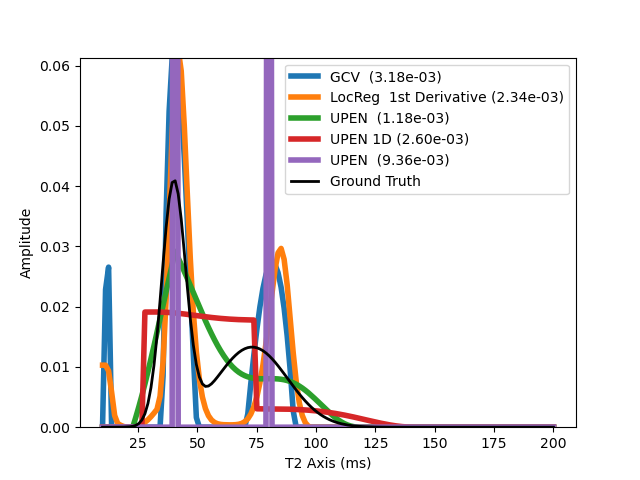 0.06
0.05
0.04
0.03
0.02
0.01
0.00
Amplitude
GCV  (3.18e-03)
LocReg  1st Derivative (2.34e-03)
UPEN  (1.18e-03)
UPEN 1D (2.60e-03)
UPEN  (9.36e-03)
Ground Truth
25 50 75 100 125 150 175 200
T2 Axis (ms)